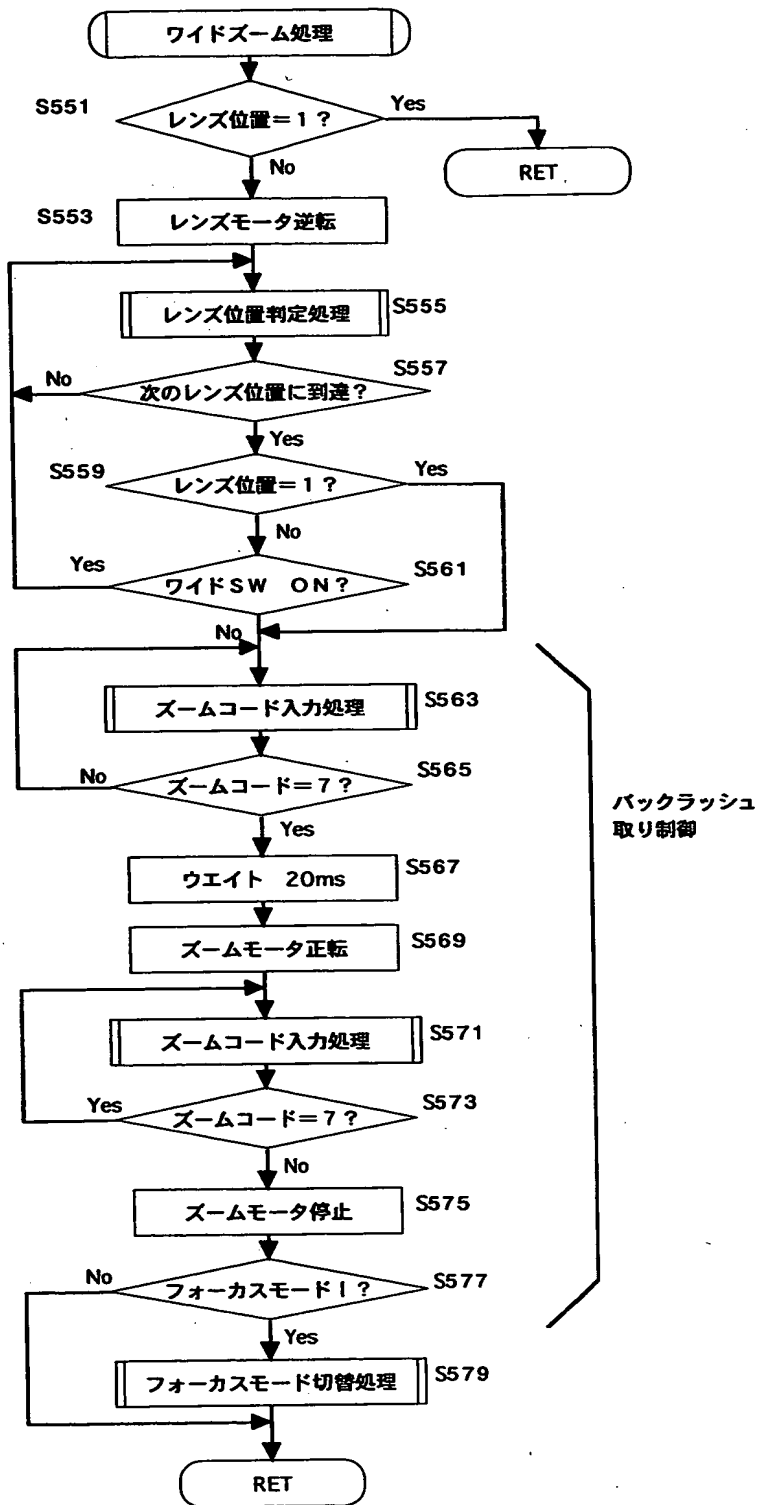 ワイドズーム処理
S551
レンズ位置＝１？
Yes
RET
No
S553
レンズモータ逆転
レンズ位置判定処理
S555
S557
No
次のレンズ位置に到達？
Yes
S559
レンズ位置＝１？
Yes
No
Yes
ワイドＳＷ　ＯＮ？
S561
No
ズームコード入力処理
S563
No
ズームコード＝７？
S565
Yes
バックラッシュ
取り制御
ウエイト　20ms
S567
ズームモータ正転
S569
ズームコード入力処理
S571
Yes
ズームコード＝７？
S573
No
ズームモータ停止
S575
No
フォーカスモードＩ？
S577
Yes
フォーカスモード切替処理
S579
RET